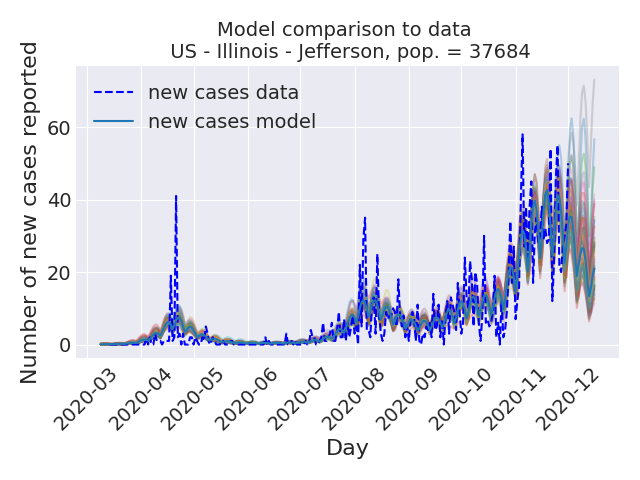 Model comparison to data
US - Illinois - Jefferson, pop. = 37684
Number of new cases reported
60
40
20
0
new cases data
new cases model
2020-03
2020-04
2020-05
2020-06
2020-07
2020-08
2020-09
2020-10
2020-11
2020-12
Day